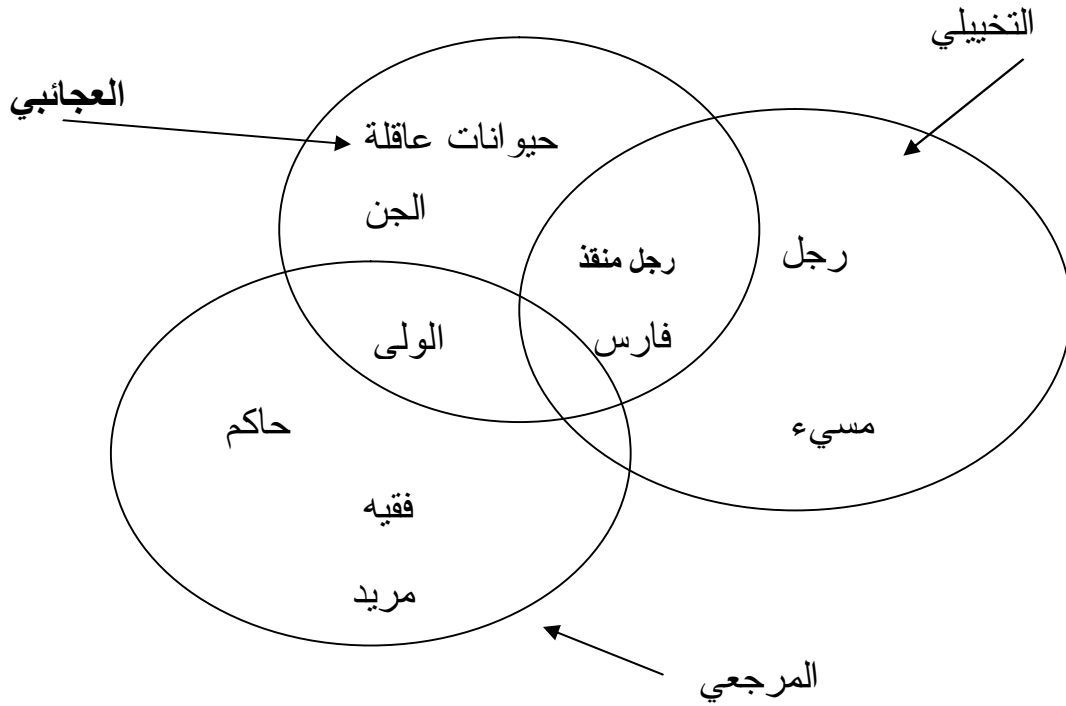 التخييلي
العجائبي
حيوانات عاقلة
الجن
رجل منقذ
رجل
الولى
فارس
حاكم
مسيء
فقيه
مريد
المرجعي